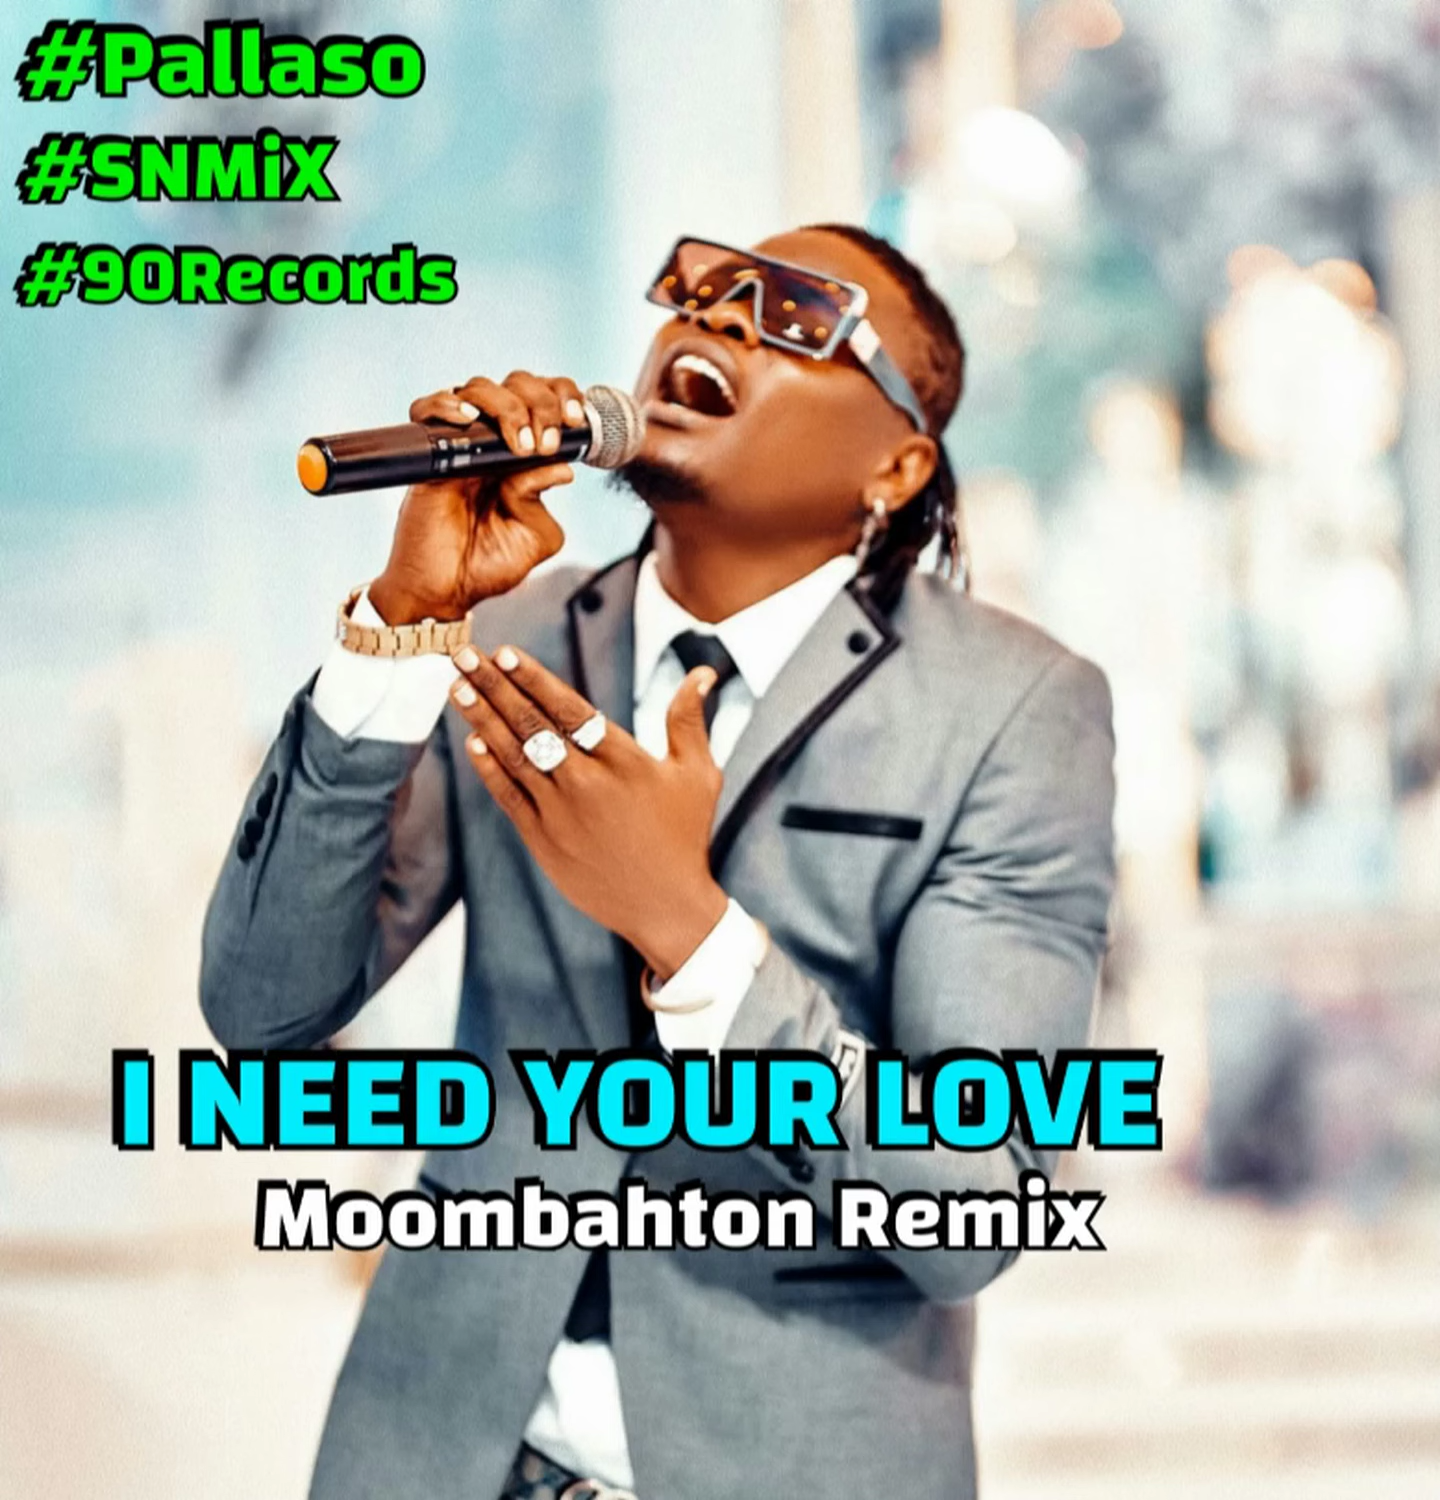 #Pallaso
#SNMiX
#90Records
I NEED YOUR LOVE
Moombahton Remix